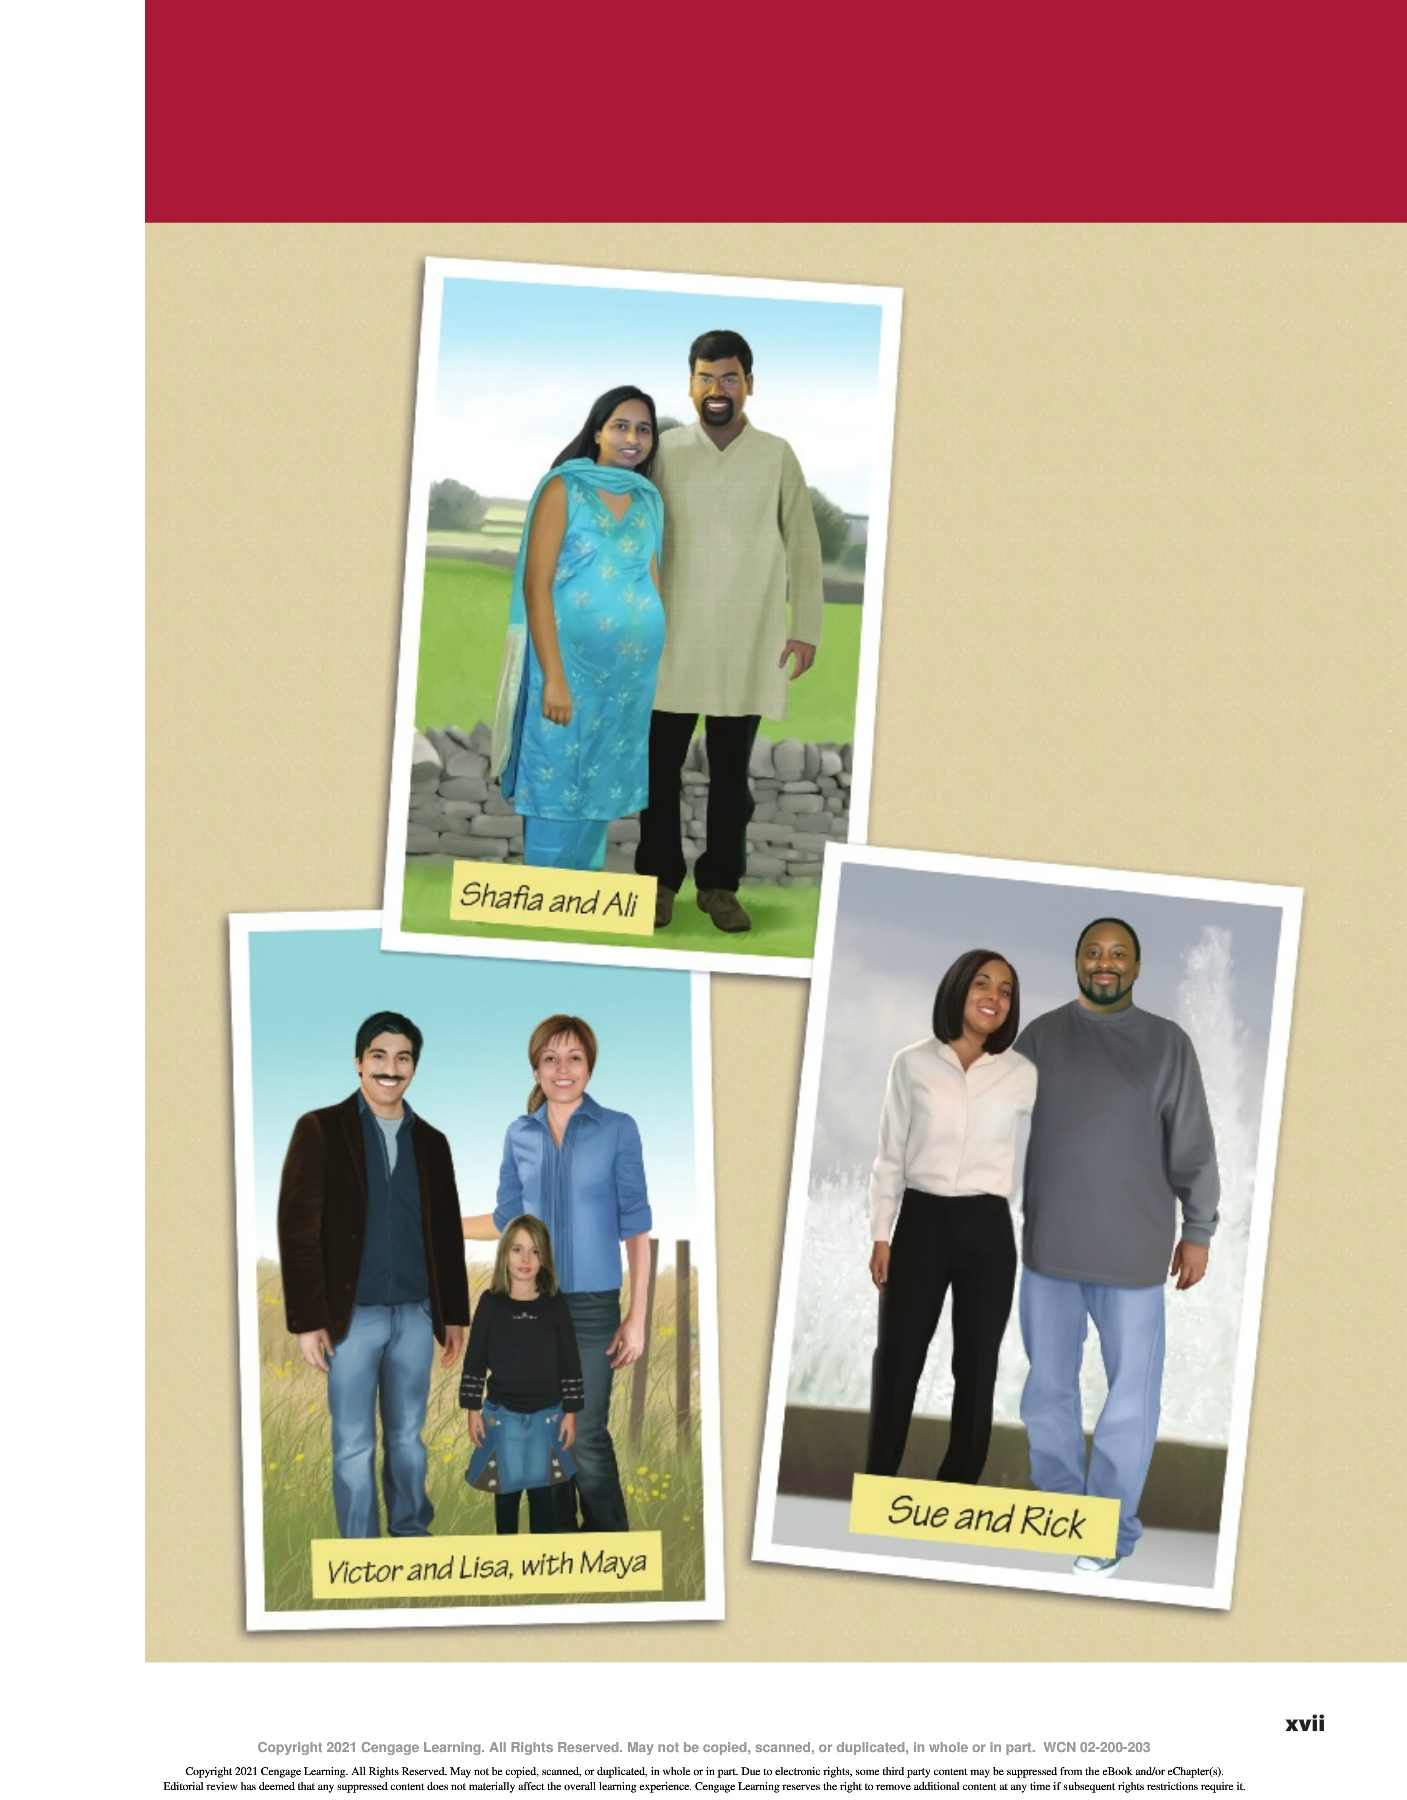 Shafia and Ali
Victor and Lisa, with Maya
Sue and Rick
xvii
Copyright 2021 Cengage Learning. All Rights Reserved. May not be copied, scanned, or duplicated, in whole or in part. WCN 02-200-203
Copyright 2021 Cengage Learning. All Rights Reserved. May not be copied, scanned, or duplicated, in whole or in part. Due to electronic rights, some third party content may be suppressed from the eBook and/or eChapter(s).
Editorial review has deemed that any suppressed content does not materially affect the overall learning experience. Cengage Learning reserves the right to remove additional content at any time if subsequent rights restrictions require it.